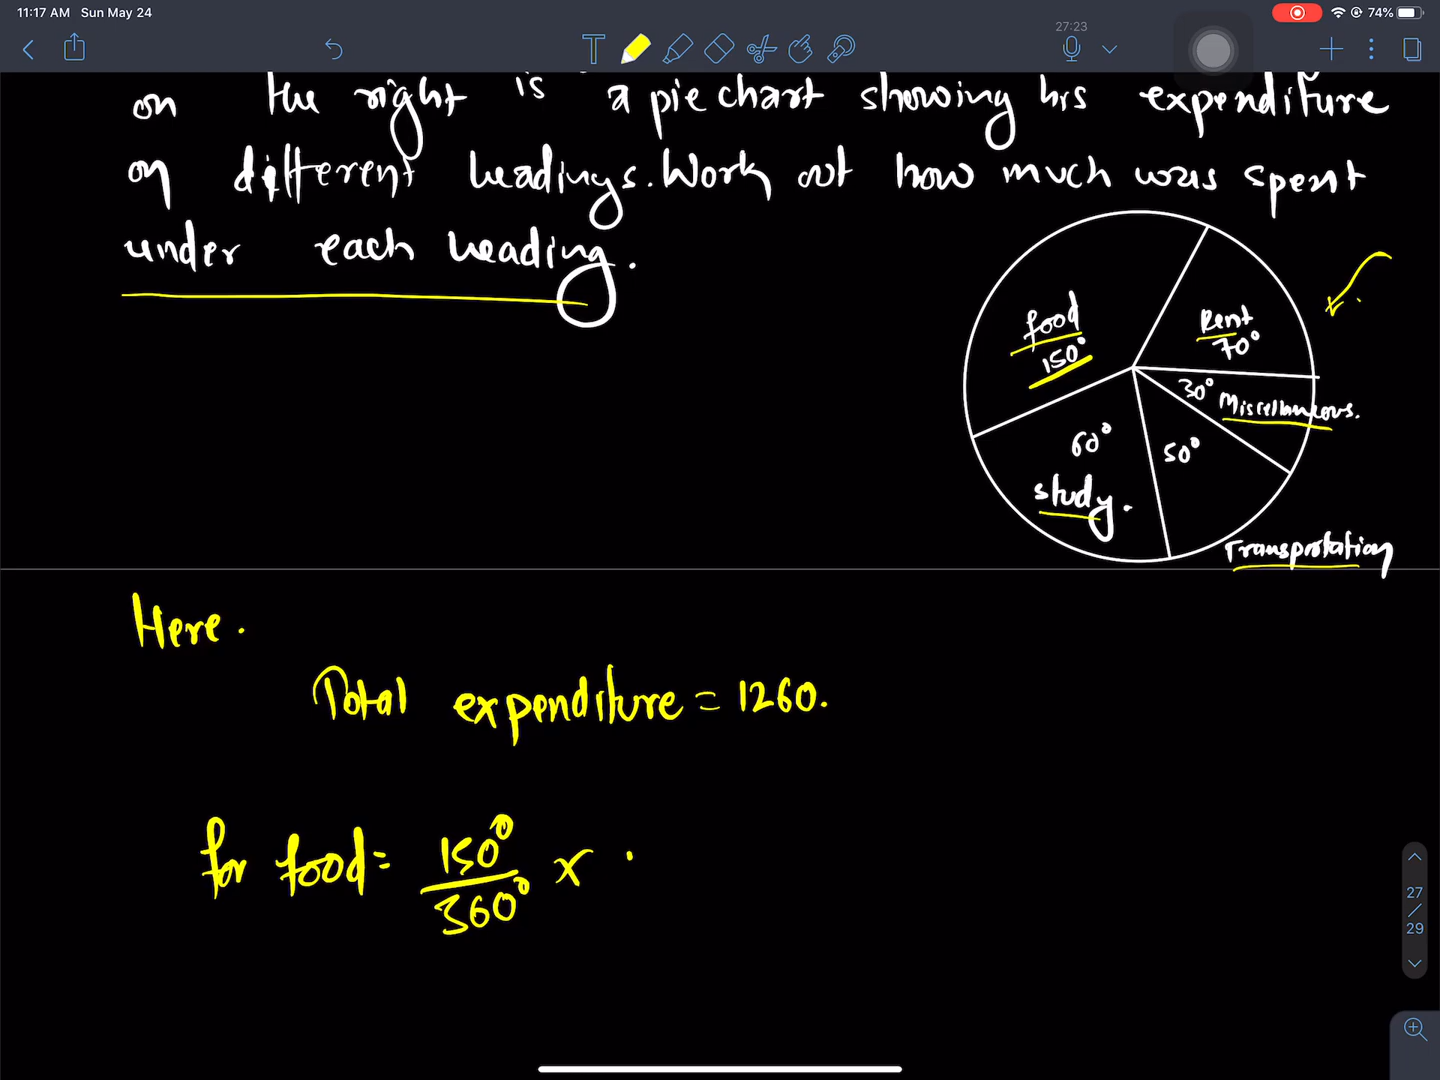 11:17 AM Sun May 24
74%
27:23
T
on the right is a pie chart showing his expenditure
on different headings. Work out how much was spent
under each heading.
food
150°
Rent
70°
30° Miscellaneous.
60°
50°
study.
Transportation
Here.
Total expenditure = 1260.
for food = 150°/360° ×
27
/
29